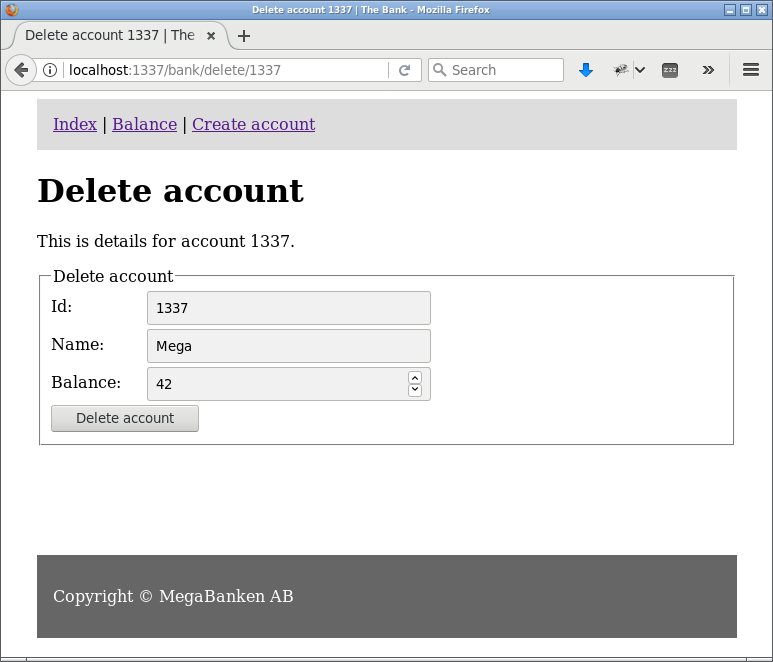 Delete account 1337 | The Bank - Mozilla Firefox
Delete account 1337 | The
localhost:1337/bank/delete/1337
Search
zzz
Index | Balance | Create account
Delete account
This is details for account 1337.
Delete account
Id:
1337
Name:
Mega
Balance:
42
Delete account
Copyright © MegaBanken AB